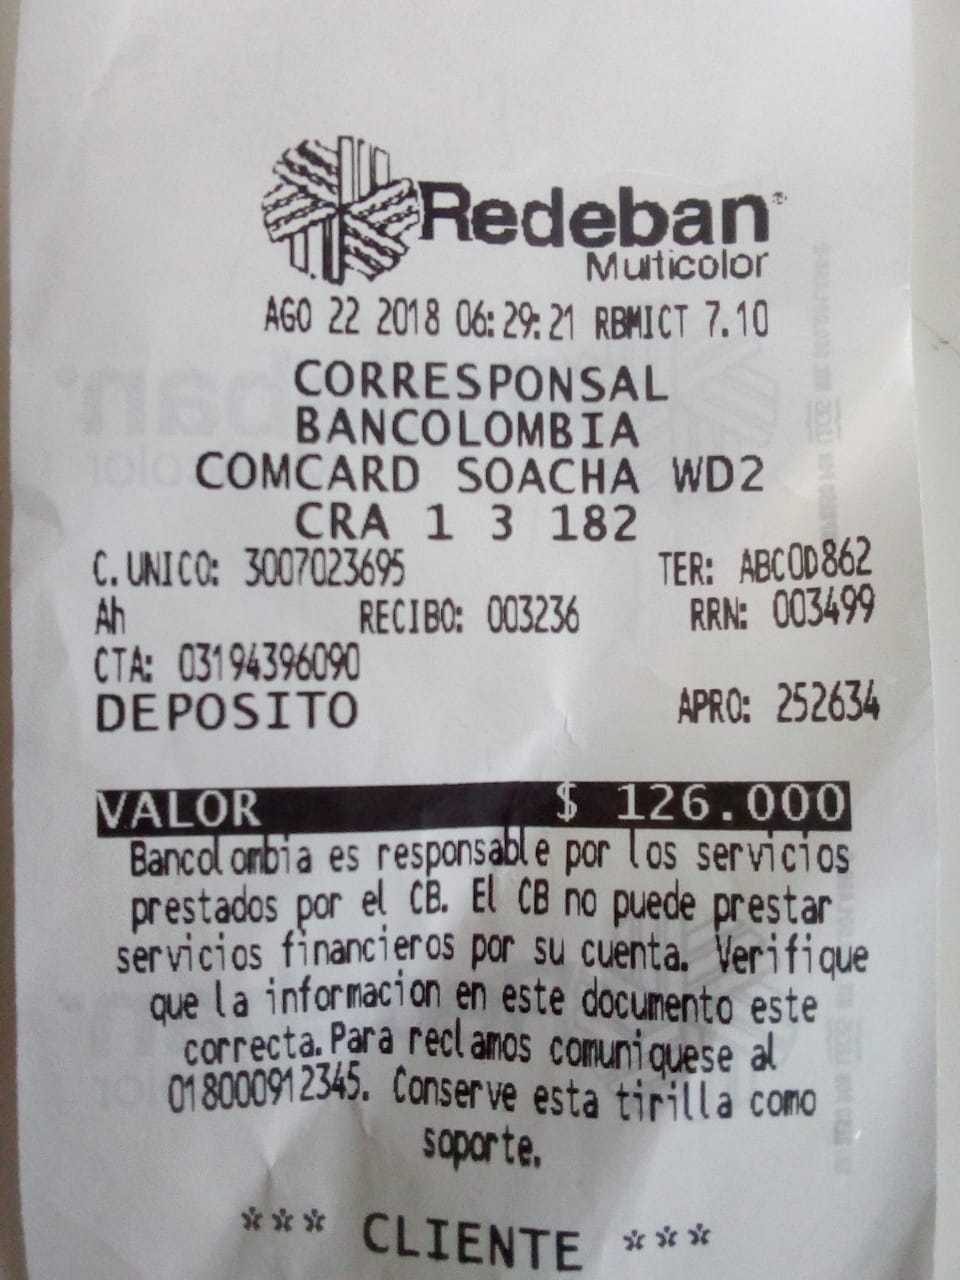 Redeban®
Multicolor
AGO 22 2018 06:29:21 RBMICT 7.10
CORRESPONSAL
BANCOLOMBIA
COMCARD SOACHA WD2
CRA 1 3 182
C. UNICO: 3007023695 TER: ABCOD862
Ah RECIBO: 003236 RRN: 003499
CTA: 03194396090
DEPOSITO APRO: 252634
VALOR $ 126.000
Bancolombia es responsable por los servicios
prestados por el CB. El CB no puede prestar
servicios financieros por su cuenta. Verifique
que la informacion en este documento este
correcta. Para reclamos comuniquese al
018000912345. Conserve esta tirilla como
soporte.
*** CLIENTE ***